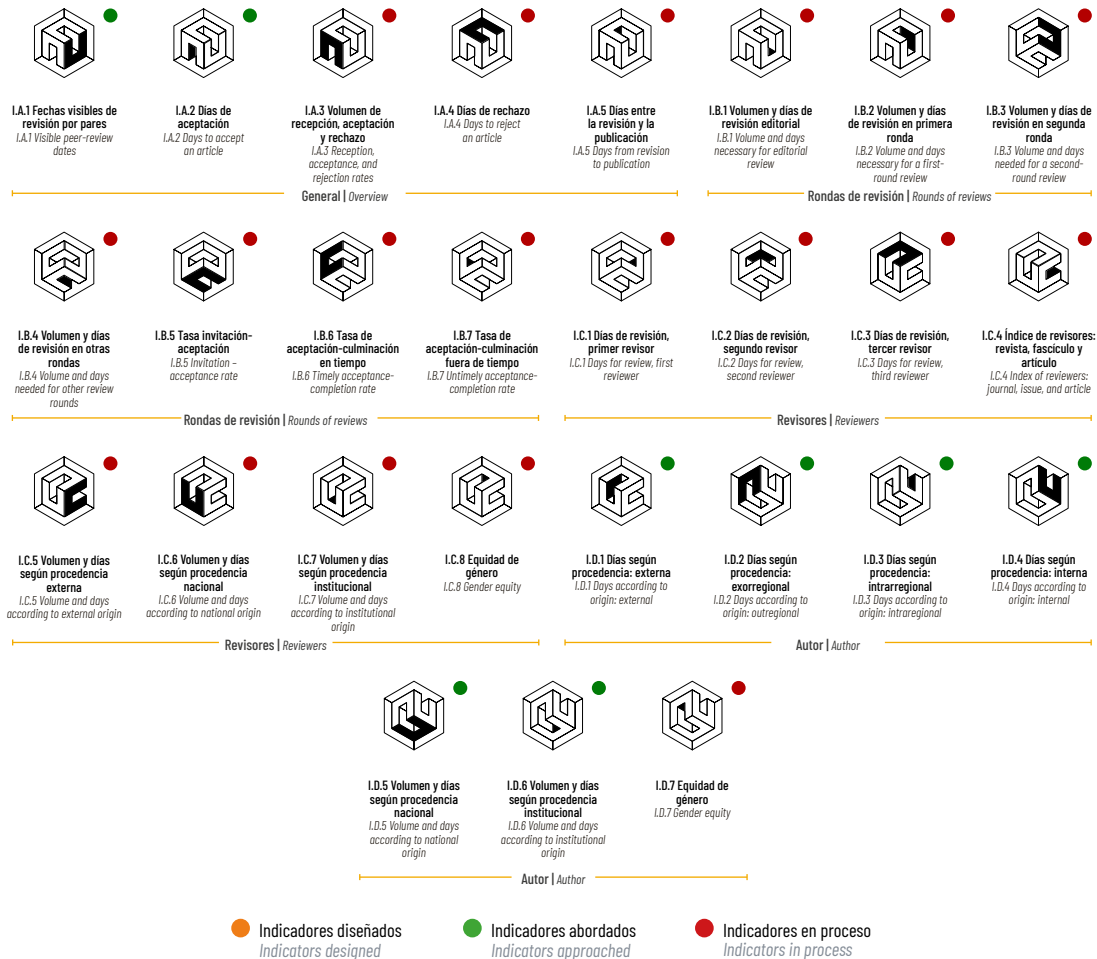 I.A.1 Fechas visibles de
revisión por pares
I.A.1 Visible peer-review
dates
I.A.2 Días de
aceptación
I.A.2 Days to accept
an article
I.A.3 Volumen de
recepción, aceptación
y rechazo
I.A.3 Reception,
acceptance, and
rejection rates
I.A.4 Días de rechazo
I.A.4 Days to reject
an article
I.A.5 Días entre
la revisión y la
publicación
I.A.5 Days from revision
to publication
I.B.1 Volumen y días de
revisión editorial
I.B.1 Volume and days
necessary for editorial
review
I.B.2 Volumen y días
de revisión en primera
ronda
I.B.2 Volume and days
necessary for a first-
round review
I.B.3 Volumen y días de
revisión en segunda
ronda
I.B.3 Volume and days
needed for a second-
round review
General | Overview
Rondas de revisión | Rounds of reviews
I.B.4 Volumen y días
de revisión en otras
rondas
I.B.4 Volume and days
needed for other review
rounds
I.B.5 Tasa invitación-
aceptación
I.B.5 Invitation –
acceptance rate
I.B.6 Tasa de
aceptación-culminación
en tiempo
I.B.6 Timely acceptance-
completion rate
I.B.7 Tasa de
aceptación-culminación
fuera de tiempo
I.B.7 Untimely acceptance-
completion rate
I.C.1 Días de revisión,
primer revisor
I.C.1 Days for review, first
reviewer
I.C.2 Días de revisión,
segundo revisor
I.C.2 Days for review,
second reviewer
I.C.3 Días de revisión,
tercer revisor
I.C.3 Days for review,
third reviewer
I.C.4 Índice de revisores:
revista, fascículo y
artículo
I.C.4 Index of reviewers:
journal, issue, and article
Rondas de revisión | Rounds of reviews
Revisores | Reviewers
I.C.5 Volumen y días
según procedencia
externa
I.C.5 Volume and days
according to external origin
I.C.6 Volumen y días
según procedencia
nacional
I.C.6 Volume and days
according to national origin
I.C.7 Volumen y días
según procedencia
institucional
I.C.7 Volume and days
according to institutional
origin
I.C.8 Equidad de
género
I.C.8 Gender equity
I.D.1 Días según
procedencia: externa
I.D.1 Days according to
origin: external
I.D.2 Días según
procedencia:
exorregional
I.D.2 Days according to
origin: outregional
I.D.3 Días según
procedencia:
intrarregional
I.D.3 Days according to
origin: intraregional
I.D.4 Días según
procedencia: interna
I.D.4 Days according to
origin: internal
Revisores | Reviewers
Autor | Author
I.D.5 Volumen y días
según procedencia
nacional
I.D.5 Volume and days
according to national
origin
I.D.6 Volumen y días
según procedencia
institucional
I.D.6 Volume and days
according to institutional
origin
I.D.7 Equidad de
género
I.D.7 Gender equity
Autor | Author
Indicadores diseñados
Indicators designed
Indicadores abordados
Indicators approached
Indicadores en proceso
Indicators in process